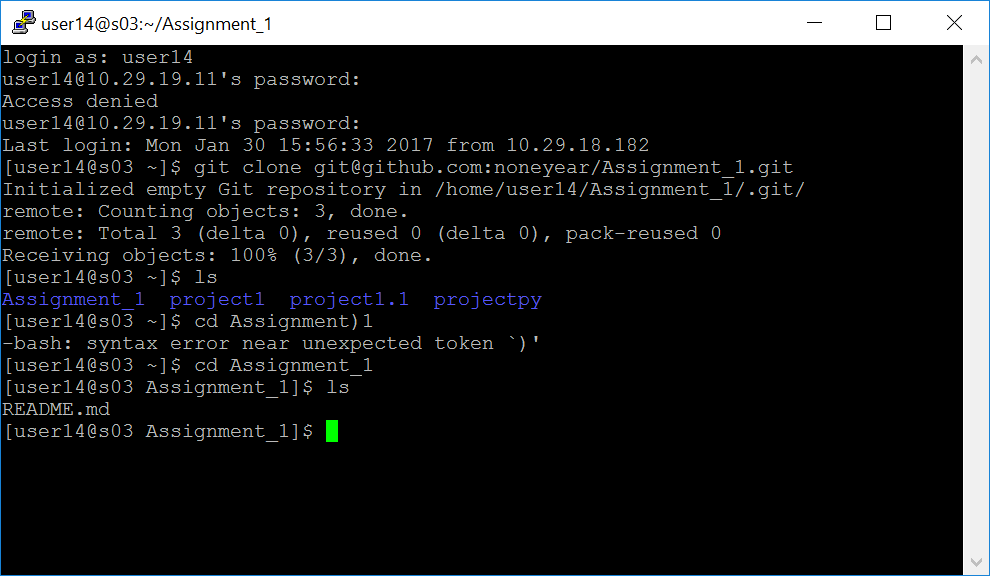 user14@s03:~/Assignment_1
login as: user14
user14@10.29.19.11's password:
Access denied
user14@10.29.19.11's password:
Last login: Mon Jan 30 15:56:33 2017 from 10.29.18.182
[user14@s03 ~]$ git clone git@github.com:noneyear/Assignment_1.git
Initialized empty Git repository in /home/user14/Assignment_1/.git/
remote: Counting objects: 3, done.
remote: Total 3 (delta 0), reused 0 (delta 0), pack-reused 0
Receiving objects: 100% (3/3), done.
[user14@s03 ~]$ ls
Assignment_1  project1  project1.1  projectpy
[user14@s03 ~]$ cd Assignment)1
-bash: syntax error near unexpected token `)'
[user14@s03 ~]$ cd Assignment_1
[user14@s03 Assignment_1]$ ls
README.md
[user14@s03 Assignment_1]$